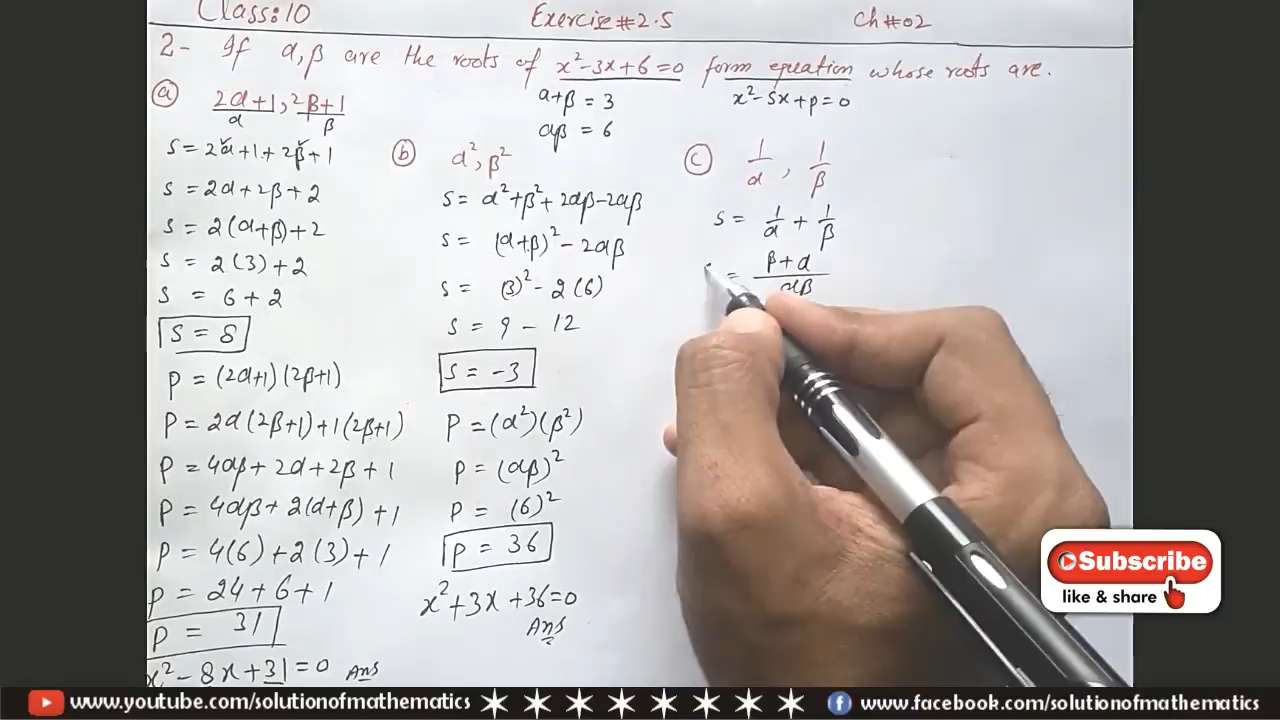 Class:10 Exercise#2.5 Ch#02
2- If α,β are the roots of x²-3x+6=0 form equation whose roots are.
α+β = 3
αβ = 6
x²-Sx+P=0
(a) 2α+1, 2β+1
α β
S = 2α+1+2β+1
S = 2α+2β+2
S = 2(α+β)+2
S = 2(3)+2
S = 6+2
S = 8
P = (2α+1)(2β+1)
P = 2α(2β+1)+1(2β+1)
P = 4αβ+2α+2β+1
P = 4αβ+2(α+β)+1
P = 4(6)+2(3)+1
P = 24+6+1
P = 31
x²-8x+31=0 Ans
(b) α²,β²
S = α²+β²+2αβ-2αβ
S = (α+β)²-2αβ
S = (3)²-2(6)
S = 9-12
S = -3
P = (α²)(β²)
P = (αβ)²
P = (6)²
P = 36
x²+3x+36=0
Ans
(c) 1/α, 1/β
S = 1/α + 1/β
= β+α/αβ
Subscribe
like & share
www.youtube.com/solutionofmathematics
www.facebook.com/solutionofmathematics